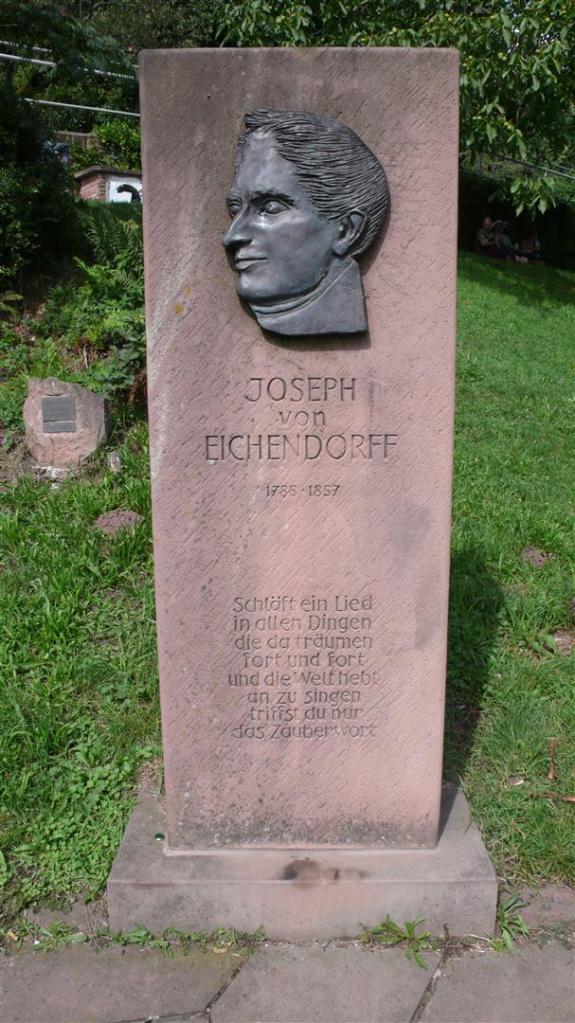 JOSEPH
von
EICHENDORFF
1788 - 1857
Schläft ein Lied
in allen Dingen
die da träumen
fort und fort
und die Welt hebt
an zu singen
triffst du nur
das Zauberwort